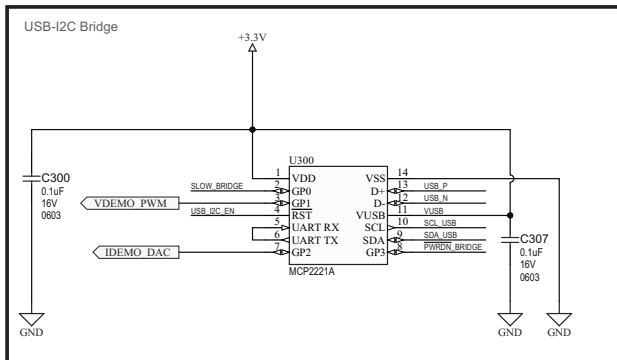 USB-I2C Bridge
+3.3V
C300
0.1uF
16V
0603
U300
1 VDD VSS 14
SLOW_BRIDGE 2 GP0 D+ 13 USB_P
VDEMO_PWM 3 GP1 D- 12 USB_N
USB_I2C_EN 4 RST VUSB 11 VUSB
5 UART RX SCL 10 SCL_USB
6 UART TX SDA 9 SDA_USB
IDEMO_DAC 7 GP2 GP3 8 PWRDN_BRIDGE
MCP2221A
C307
0.1uF
16V
0603
GND GND GND